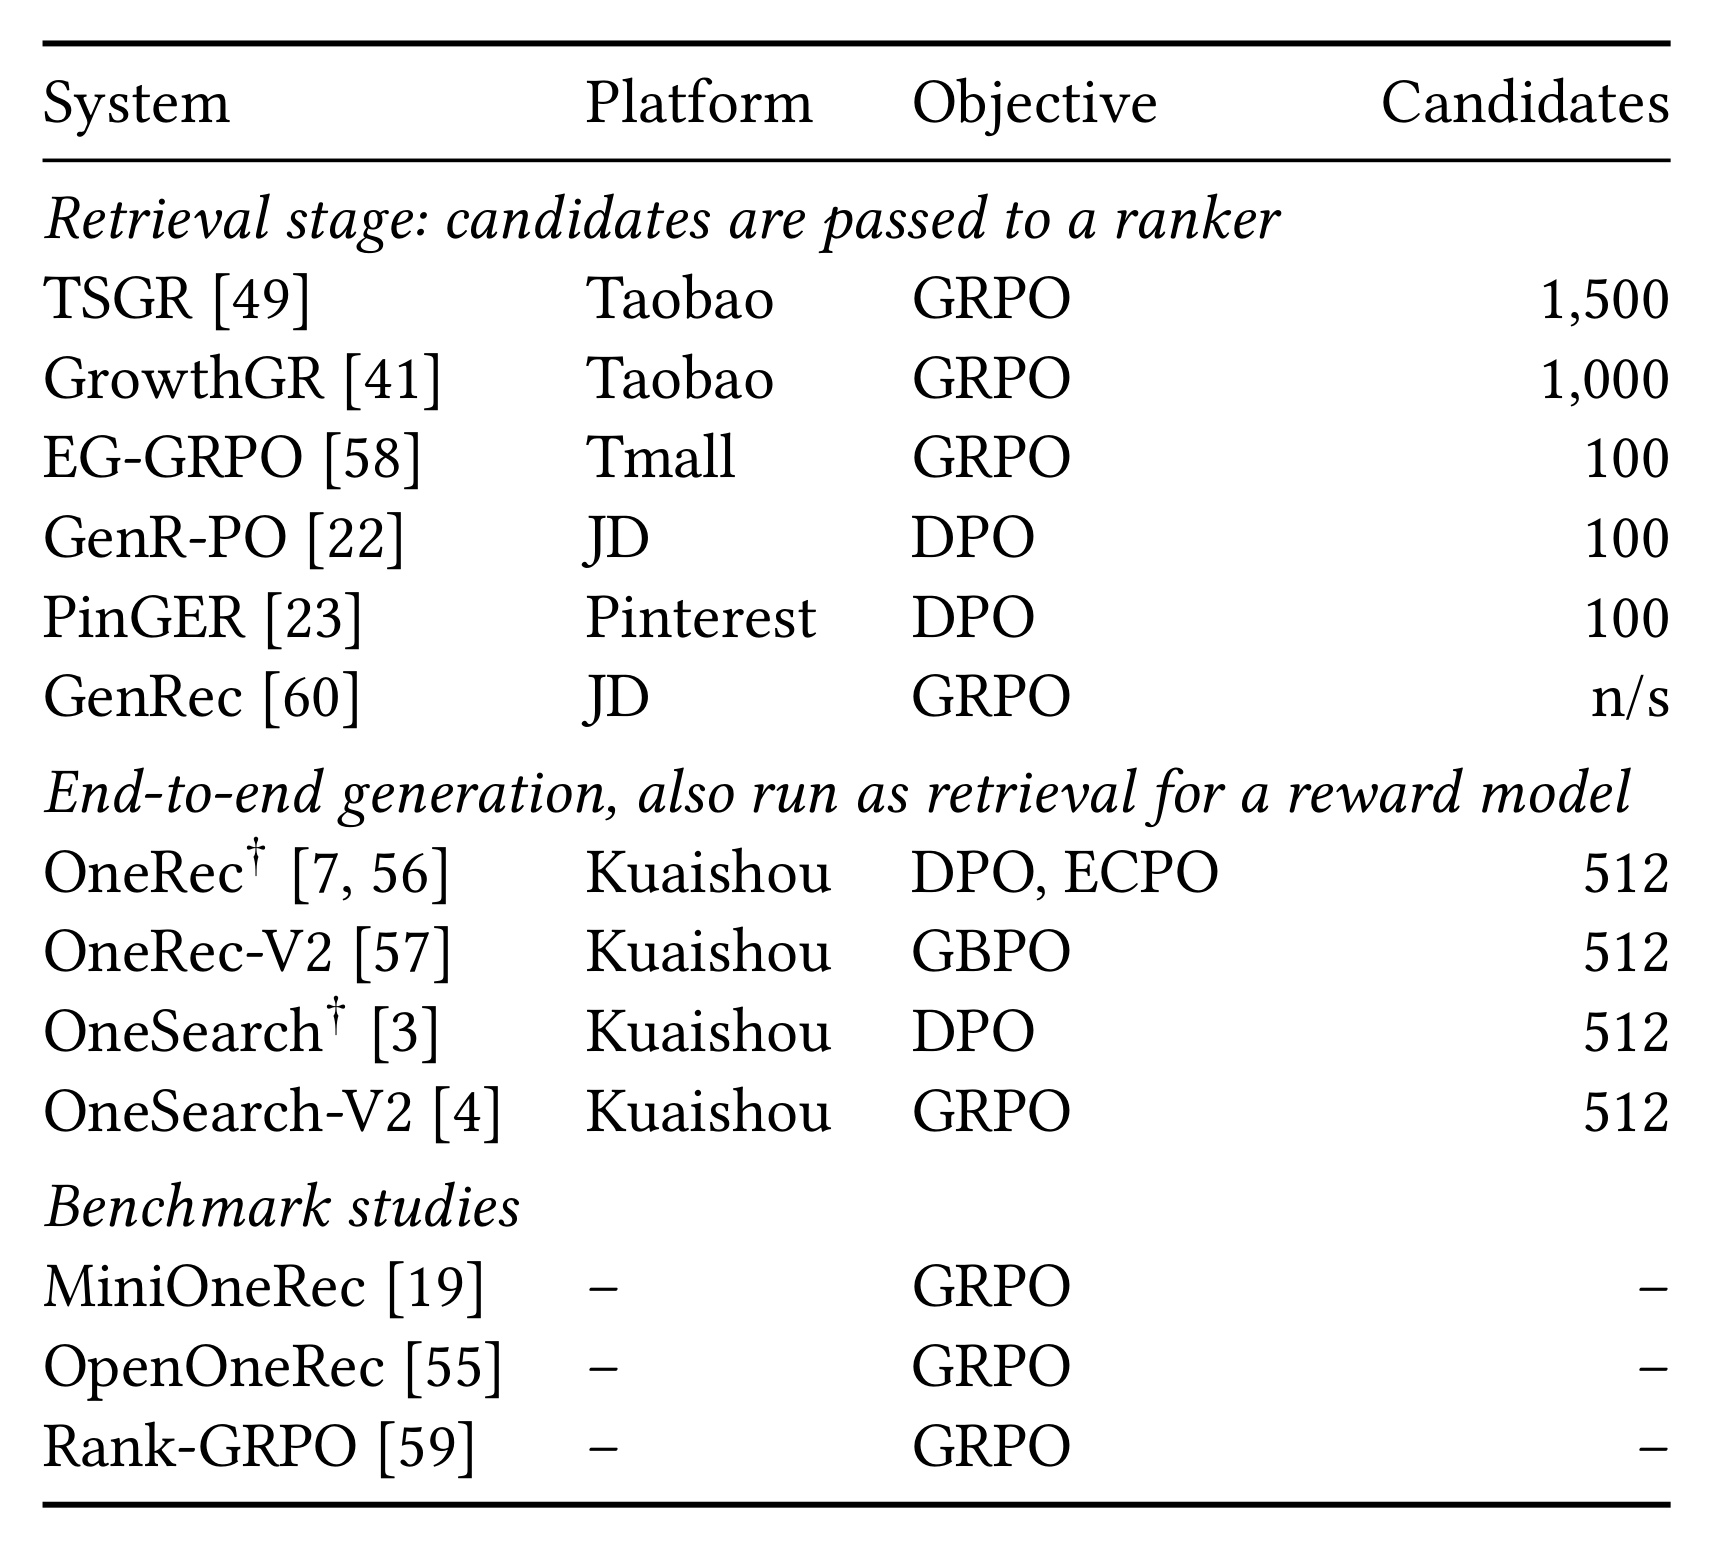 System Platform Objective Candidates
Retrieval stage: candidates are passed to a ranker
TSGR [49] Taobao GRPO 1,500
GrowthGR [41] Taobao GRPO 1,000
EG-GRPO [58] Tmall GRPO 100
GenR-PO [22] JD DPO 100
PinGER [23] Pinterest DPO 100
GenRec [60] JD GRPO n/s
End-to-end generation, also run as retrieval for a reward model
OneRec† [7, 56] Kuaishou DPO, ECPO 512
OneRec-V2 [57] Kuaishou GBPO 512
OneSearch† [3] Kuaishou DPO 512
OneSearch-V2 [4] Kuaishou GRPO 512
Benchmark studies
MiniOneRec [19] – GRPO –
OpenOneRec [55] – GRPO –
Rank-GRPO [59] – GRPO –